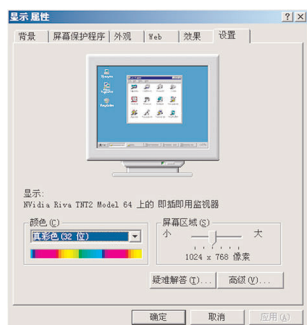 显示 属性
背景 屏幕保护程序 外观 Web 效果 设置
显示:
NVidia Riva TNT2 Model 64 上的 即插即用监视器
颜色(C) 屏幕区域(S)
真彩色(32 位) 小 大
1024 x 768 像素
疑难解答(T)... 高级(V)...
确定 取消 应用(A)